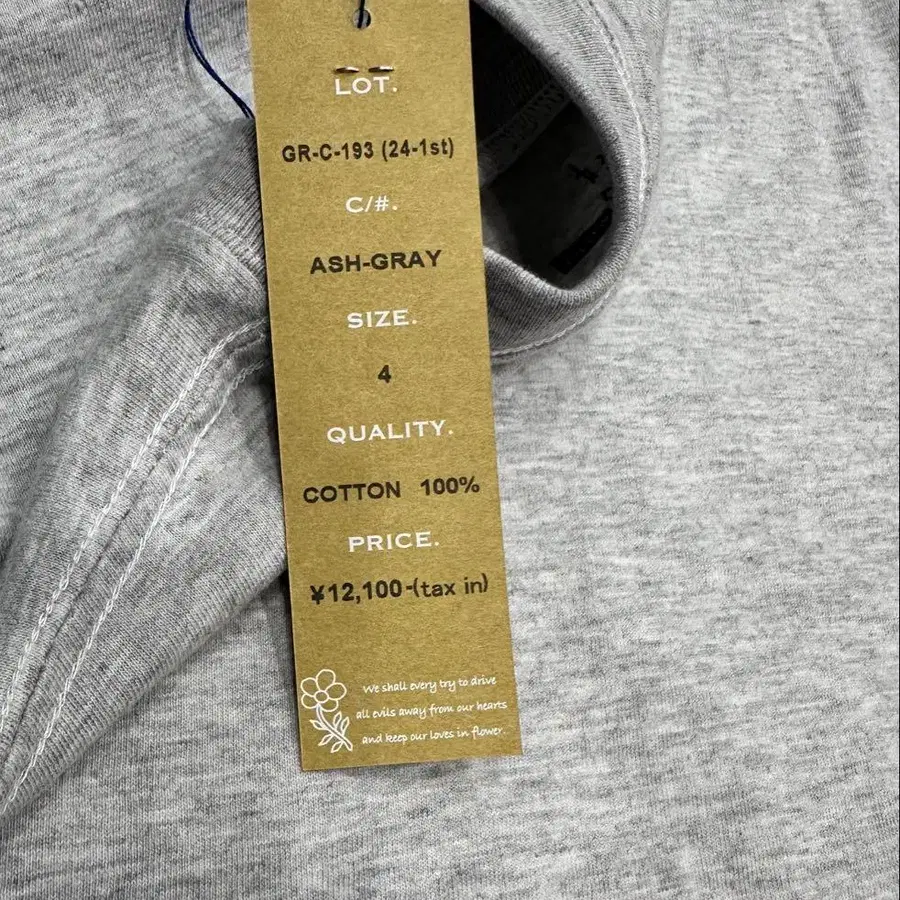 LOT.
GR-C-193 (24-1st)
C/#.
ASH-GRAY
SIZE.
4
QUALITY.
COTTON 100%
PRICE.
¥12,100-(tax in)
We shall every try to drive
all evils away from our hearts
and keep our loves in flower.